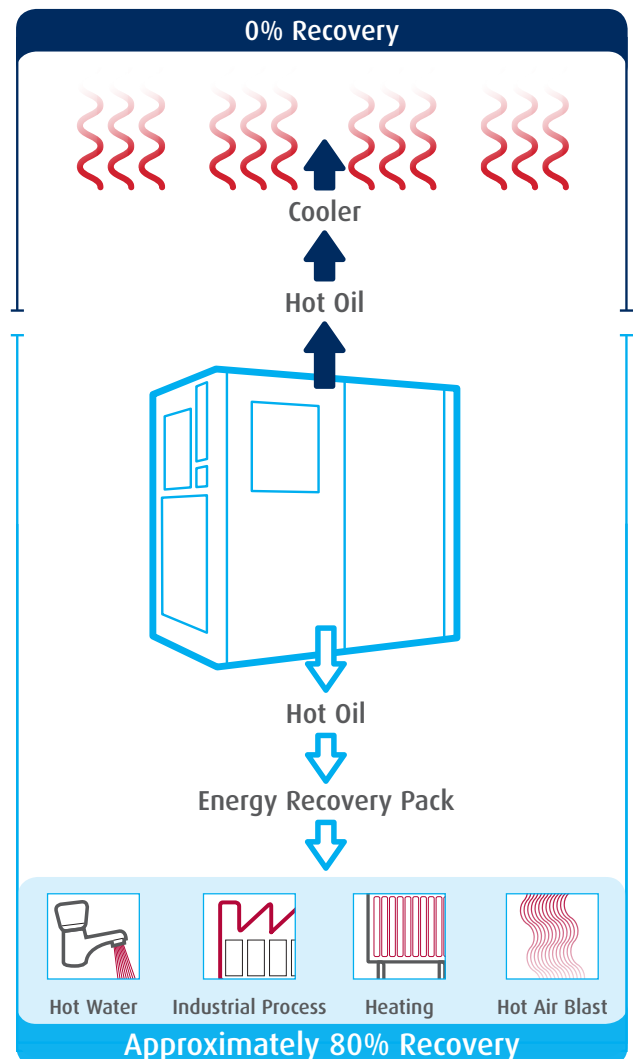 0% Recovery
Cooler
Hot Oil
Hot Oil
Energy Recovery Pack
Hot Water Industrial Process Heating Hot Air Blast
Approximately 80% Recovery